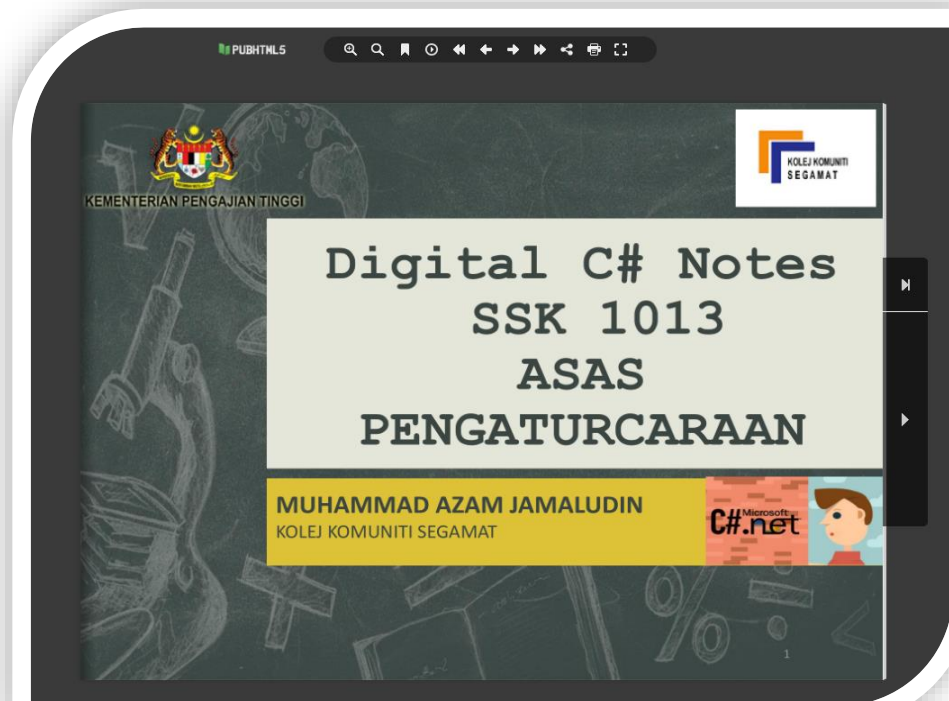 PUBHTML5
KEMENTERIAN PENGAJIAN TINGGI
KOLEJ KOMUNITI
SEGAMAT
Digital C# Notes
SSK 1013
ASAS
PENGATURCARAAN
MUHAMMAD AZAM JAMALUDIN
KOLEJ KOMUNITI SEGAMAT
Microsoft
C#.net
1